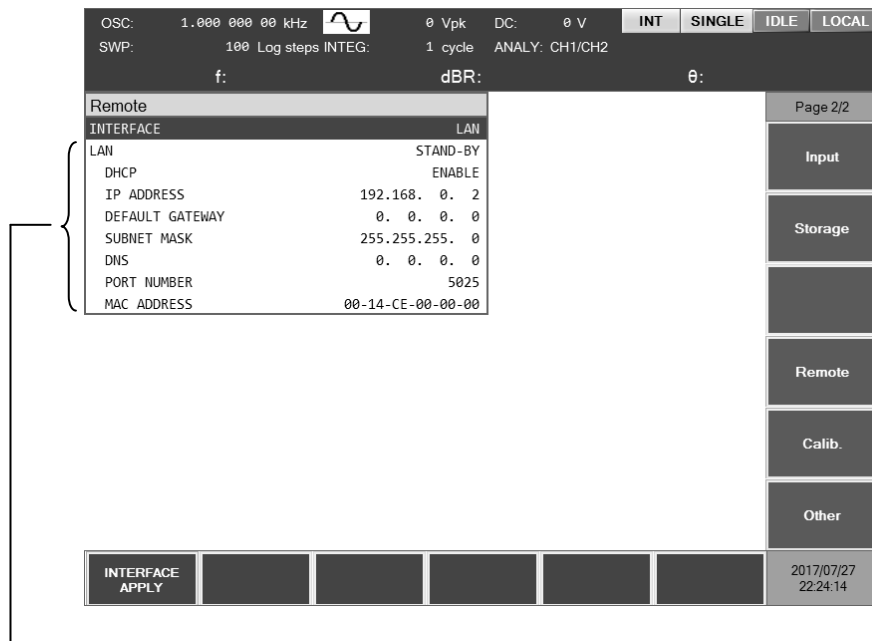 OSC: 1.000 000 00 kHz 0 Vpk DC: 0 V INT SINGLE IDLE LOCAL
SWP: 100 Log steps INTEG: 1 cycle ANALY: CH1/CH2
f: dBR: θ:
Remote
INTERFACE LAN
LAN STAND-BY
DHCP ENABLE
IP ADDRESS 192.168. 0. 2
DEFAULT GATEWAY 0. 0. 0. 0
SUBNET MASK 255.255.255. 0
DNS 0. 0. 0. 0
PORT NUMBER 5025
MAC ADDRESS 00-14-CE-00-00-00
Page 2/2
Input
Storage
Remote
Calib.
Other
INTERFACE
APPLY
2017/07/27
22:24:14